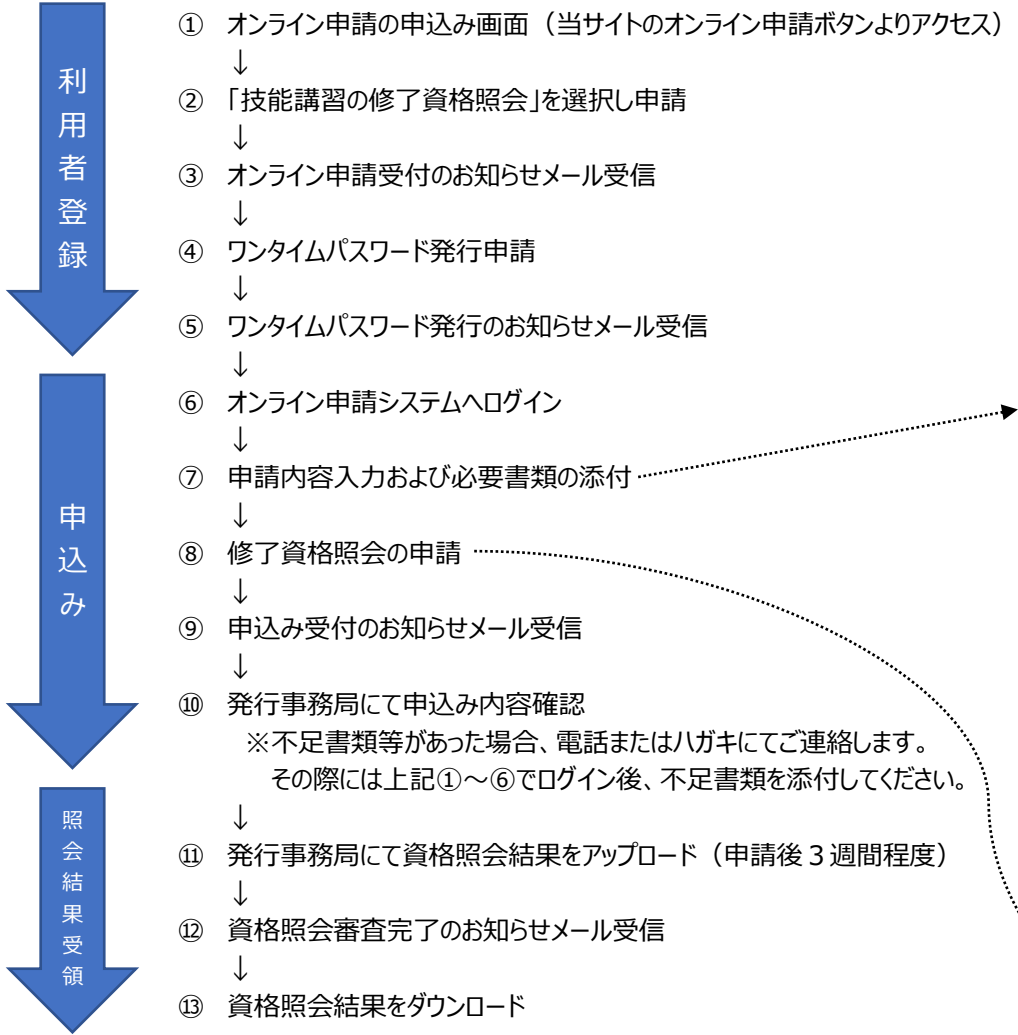 利用者登録
① オンライン申請の申込み画面（当サイトのオンライン申請ボタンよりアクセス）
↓
② 「技能講習の修了資格照会」を選択し申請
↓
③ オンライン申請受付のお知らせメール受信
↓
④ ワンタイムパスワード発行申請
↓
⑤ ワンタイムパスワード発行のお知らせメール受信
↓
申込み
⑥ オンライン申請システムへログイン
↓
⑦ 申請内容入力および必要書類の添付
↓
⑧ 修了資格照会の申請
↓
⑨ 申込み受付のお知らせメール受信
↓
⑩ 発行事務局にて申込み内容確認
※不足書類等があった場合、電話またはハガキにてご連絡します。
その際には上記①～⑥でログイン後、不足書類を添付してください。
↓
照会結果受領
⑪ 発行事務局にて資格照会結果をアップロード（申請後３週間程度）
↓
⑫ 資格照会審査完了のお知らせメール受信
↓
⑬ 資格照会結果をダウンロード